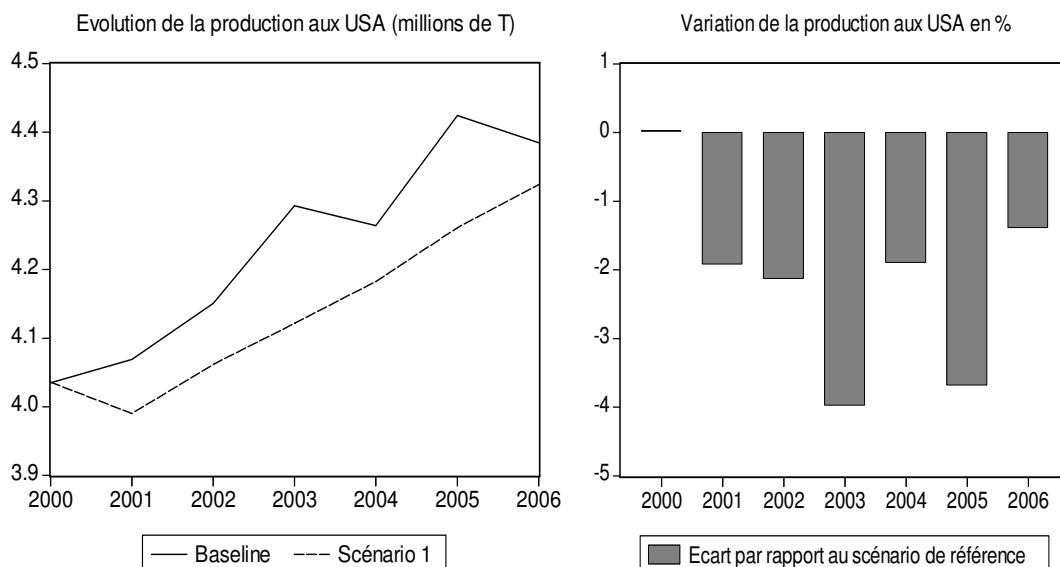 Evolution de la production aux USA (millions de T)
4.5
4.4
4.3
4.2
4.1
4.0
3.9
2000 2001 2002 2003 2004 2005 2006
Baseline Scénario 1
Variation de la production aux USA en %
1
0
-1
-2
-3
-4
-5
2000 2001 2002 2003 2004 2005 2006
Ecart par rapport au scénario de référence